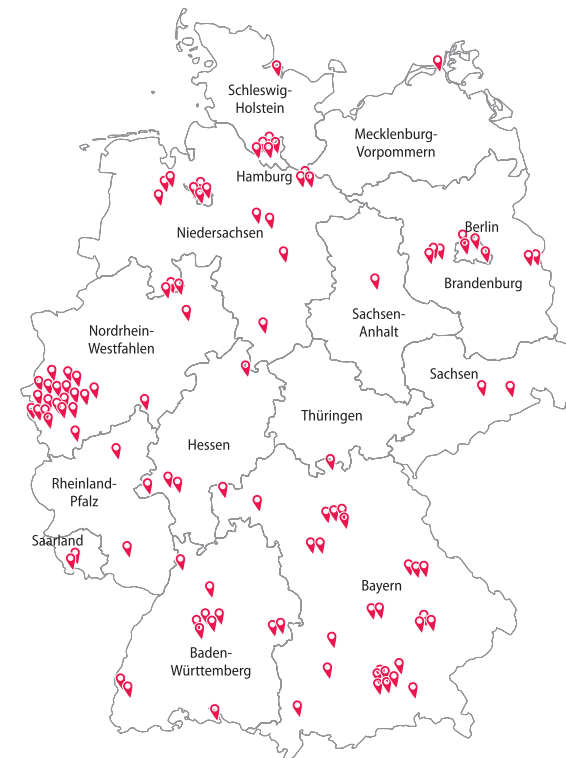 Schleswig-
Holstein
Mecklenburg-
Vorpommern
Hamburg
Niedersachsen
Berlin
Brandenburg
Sachsen-
Anhalt
Nordrhein-
Westfahlen
Sachsen
Thüringen
Hessen
Rheinland-
Pfalz
Saarland
Bayern
Baden-
Württemberg